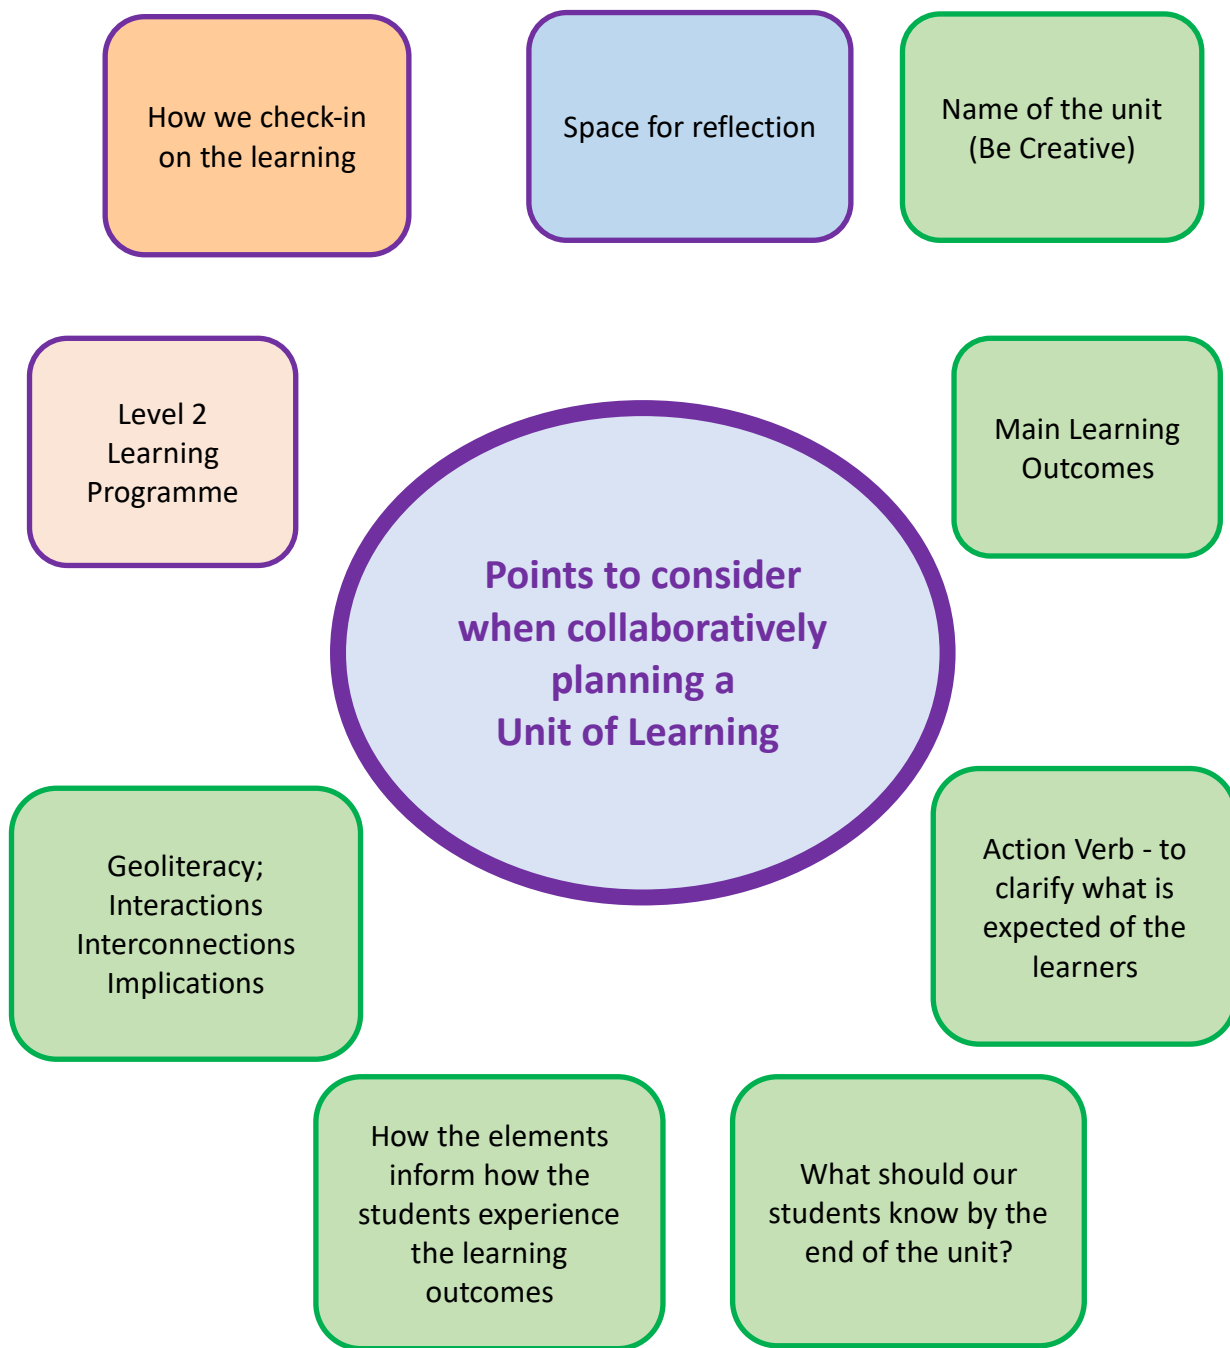 How we check-in
on the learning
Space for reflection
Name of the unit
(Be Creative)
Level 2
Learning
Programme
Main Learning
Outcomes
Points to consider
when collaboratively
planning a
Unit of Learning
Geoliteracy;
Interactions
Interconnections
Implications
Action Verb - to
clarify what is
expected of the
learners
How the elements
inform how the
students experience
the learning
outcomes
What should our
students know by the
end of the unit?